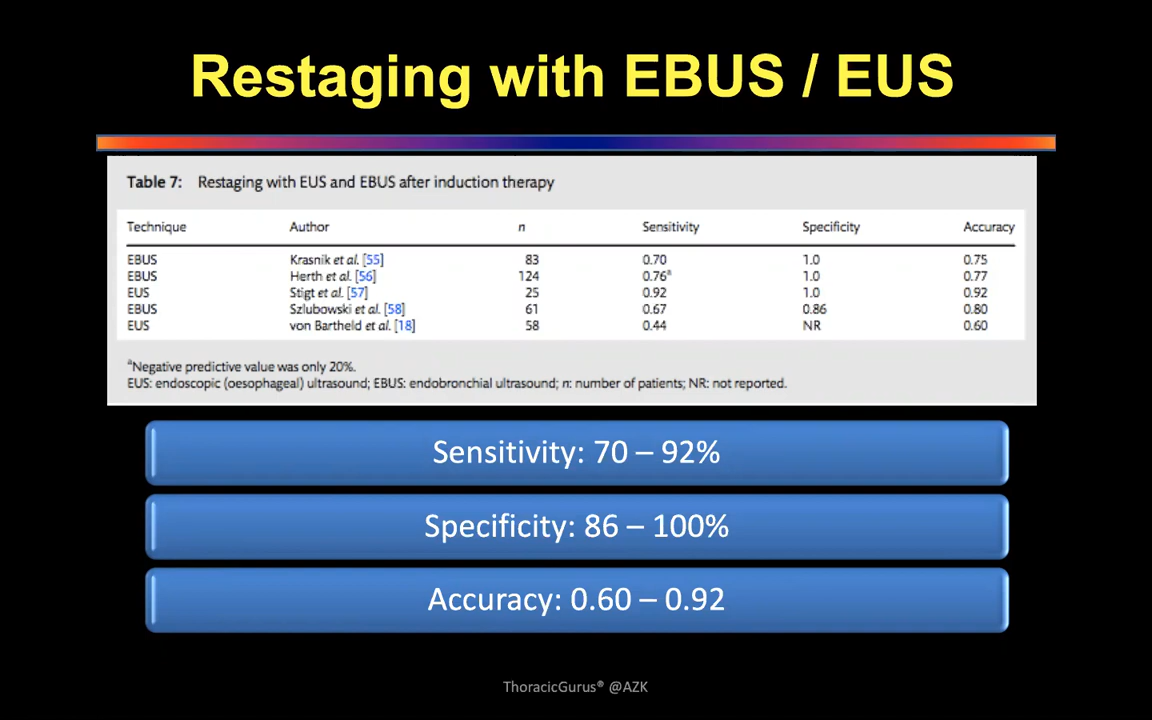 Restaging with EBUS / EUS
Table 7: Restaging with EUS and EBUS after induction therapy
Technique Author n Sensitivity Specificity Accuracy
EBUS Krasnik et al. [55] 83 0.70 1.0 0.75
EBUS Herth et al. [56] 124 0.76ᵃ 1.0 0.77
EUS Stigt et al. [57] 25 0.92 1.0 0.92
EBUS Szlubowski et al. [58] 61 0.67 0.86 0.80
EUS von Bartheld et al. [18] 58 0.44 NR 0.60
ᵃNegative predictive value was only 20%.
EUS: endoscopic (oesophageal) ultrasound; EBUS: endobronchial ultrasound; n: number of patients; NR: not reported.
Sensitivity: 70 – 92%
Specificity: 86 – 100%
Accuracy: 0.60 – 0.92
ThoracicGurus® @AZK